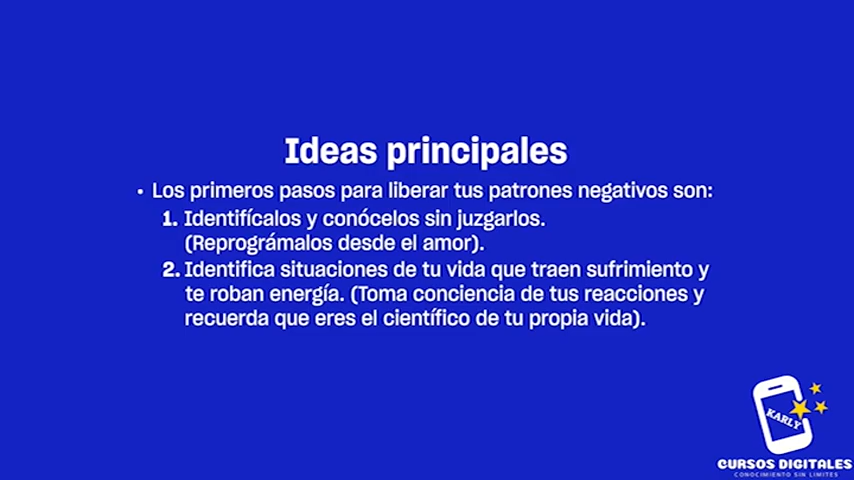 Ideas principales
• Los primeros pasos para liberar tus patrones negativos son:
1. Identifícalos y conócelos sin juzgarlos.
(Reprográmalos desde el amor).
2. Identifica situaciones de tu vida que traen sufrimiento y
te roban energía. (Toma conciencia de tus reacciones y
recuerda que eres el científico de tu propia vida).
KARLY
CURSOS DIGITALES
CONOCIMIENTO SIN LIMITES